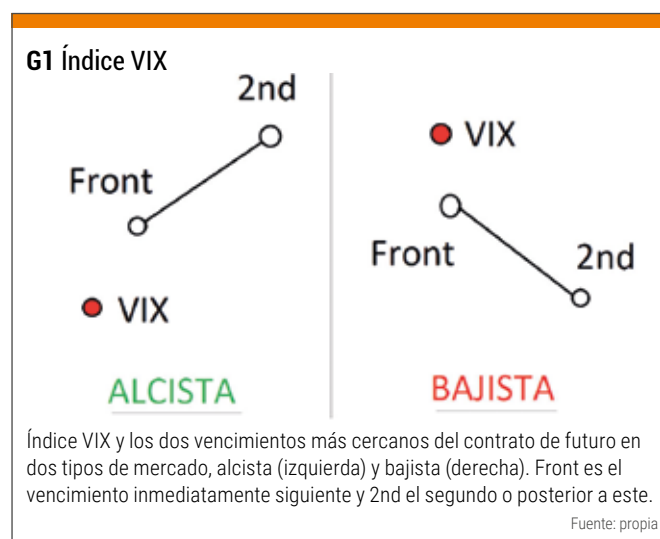 G1 Índice VIX
2nd
Front
VIX
ALCISTA
VIX
Front
2nd
BAJISTA
Índice VIX y los dos vencimientos más cercanos del contrato de futuro en
dos tipos de mercado, alcista (izquierda) y bajista (derecha). Front es el
vencimiento inmediatamente siguiente y 2nd el segundo o posterior a este.
Fuente: propia